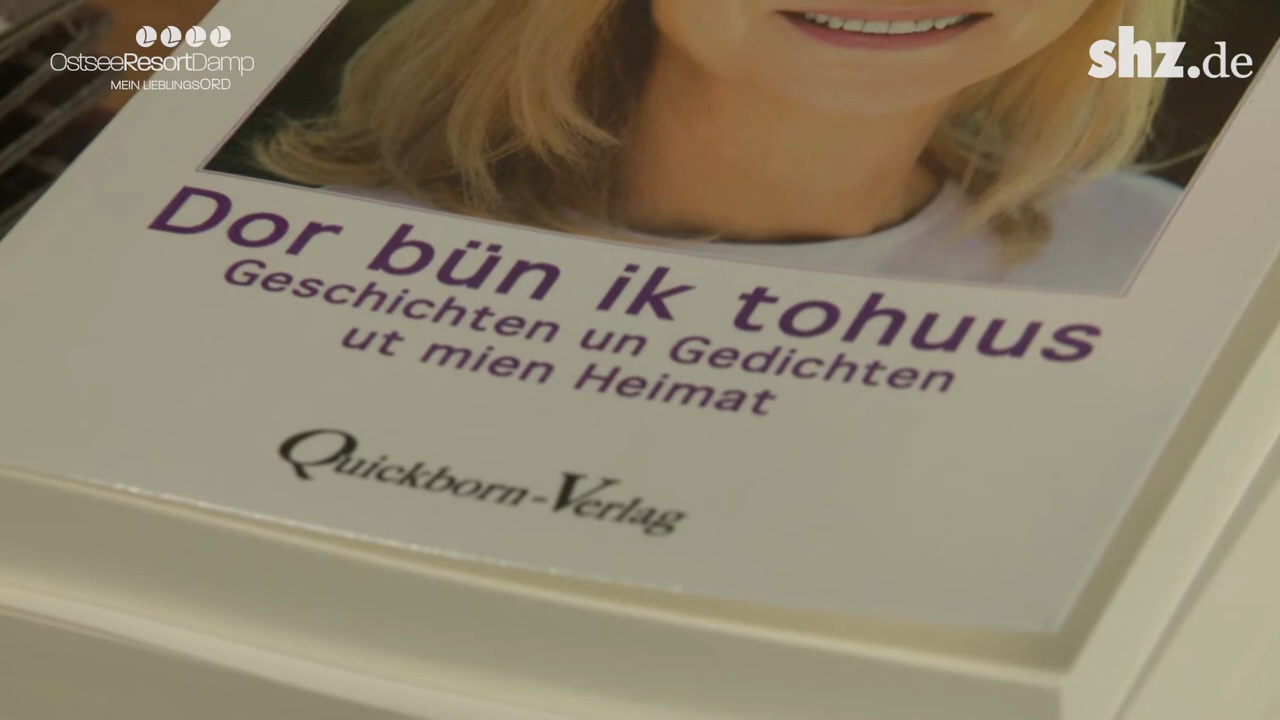 OstseeResortDamp
MEIN LIEBLINGSORD
shz.de
Dor bün ik tohuus
Geschichten un Gedichten
ut mien Heimat
Quickborn-Verlag